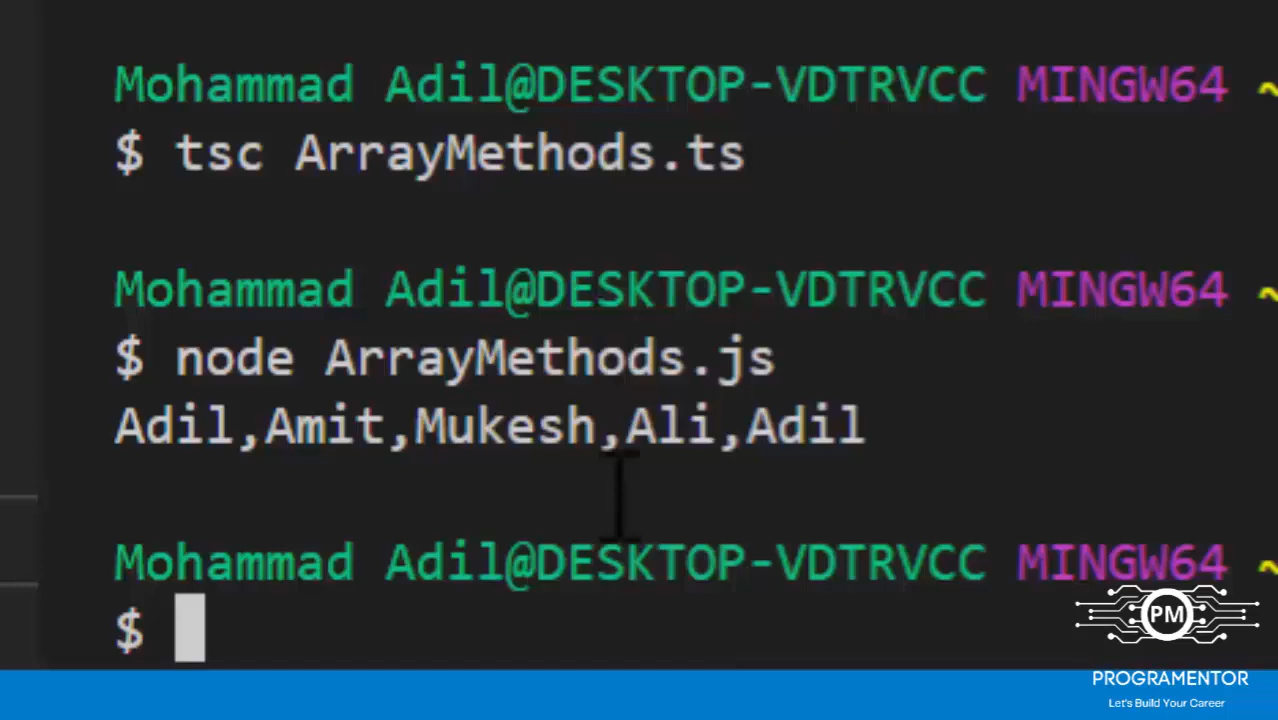 Mohammad Adil@DESKTOP-VDTRVCC MINGW64 ~
$ tsc ArrayMethods.ts
Mohammad Adil@DESKTOP-VDTRVCC MINGW64 ~
$ node ArrayMethods.js
Adil,Amit,Mukesh,Ali,Adil
Mohammad Adil@DESKTOP-VDTRVCC MINGW64 ~
$
PM
PROGRAMENTOR
Let's Build Your Career